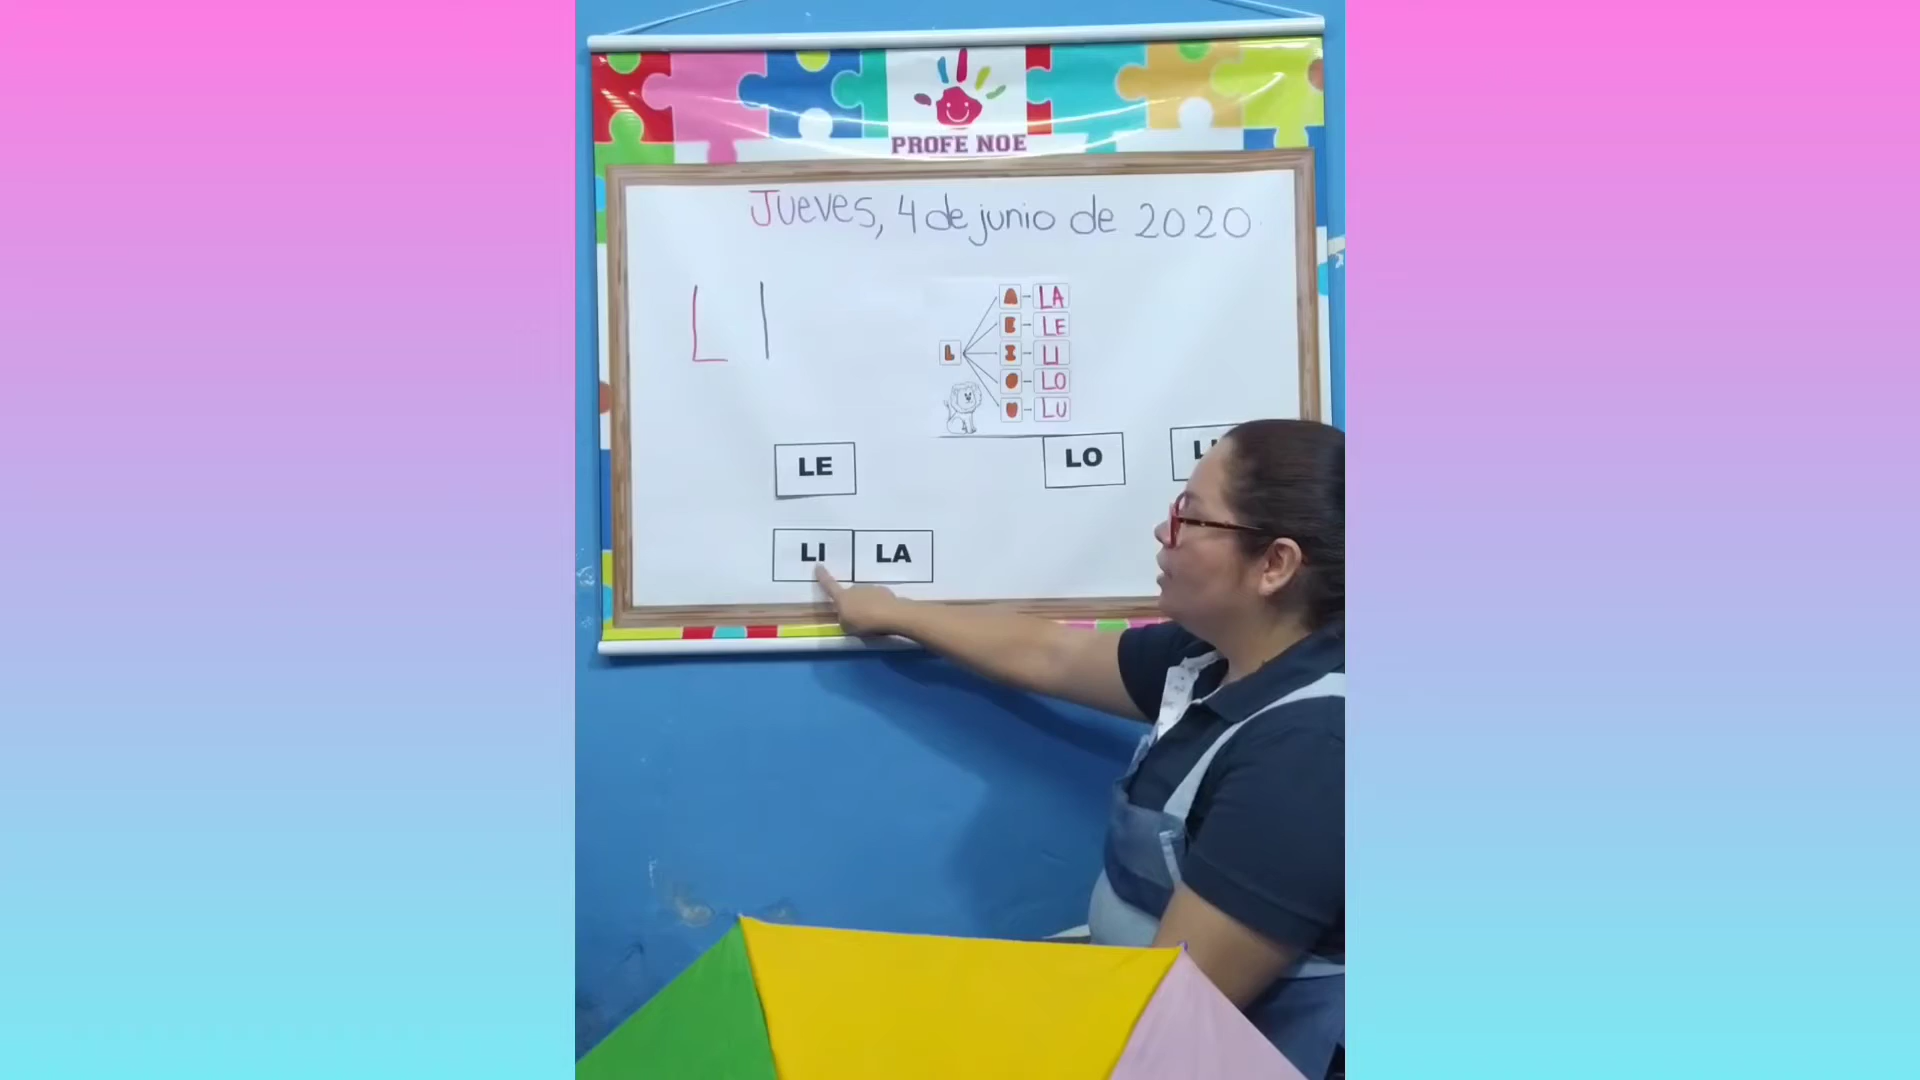 PROFE NOE
Jueves, 4 de junio de 2020
L I
A - LA
E - LE
L I - LI
O - LO
U - LU
LE
LO
LI LA